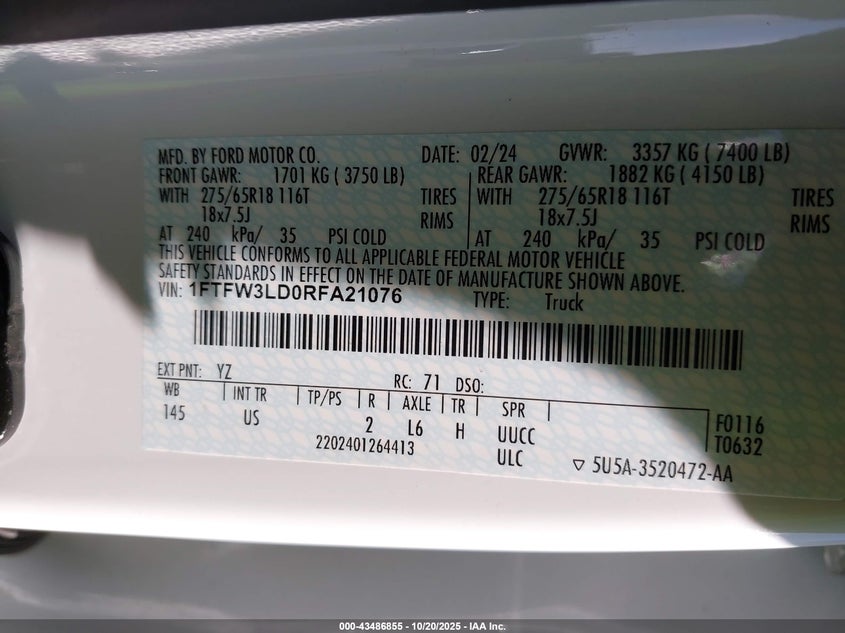 MFD. BY FORD MOTOR CO. DATE: 02/24 GVWR: 3357 KG ( 7400 LB)
FRONT GAWR: 1701 KG ( 3750 LB) REAR GAWR: 1882 KG ( 4150 LB)
WITH 275/65R18 116T TIRES WITH 275/65R18 116T TIRES
18x7.5J RIMS 18x7.5J RIMS
AT 240 kPa/ 35 PSI COLD AT 240 kPa/ 35 PSI COLD
THIS VEHICLE CONFORMS TO ALL APPLICABLE FEDERAL MOTOR VEHICLE
SAFETY STANDARDS IN EFFECT ON THE DATE OF MANUFACTURE SHOWN ABOVE.
VIN: 1FTFW3LD0RFA21076 TYPE: Truck
EXT PNT: YZ RC: 71 DSO:
WB INT TR TP/PS R AXLE TR SPR
145 US 2 L6 H UUCC F0116
2202401264413 ULC T0632
5U5A-3520472-AA
000-43486855 - 10/20/2025 - IAA Inc.